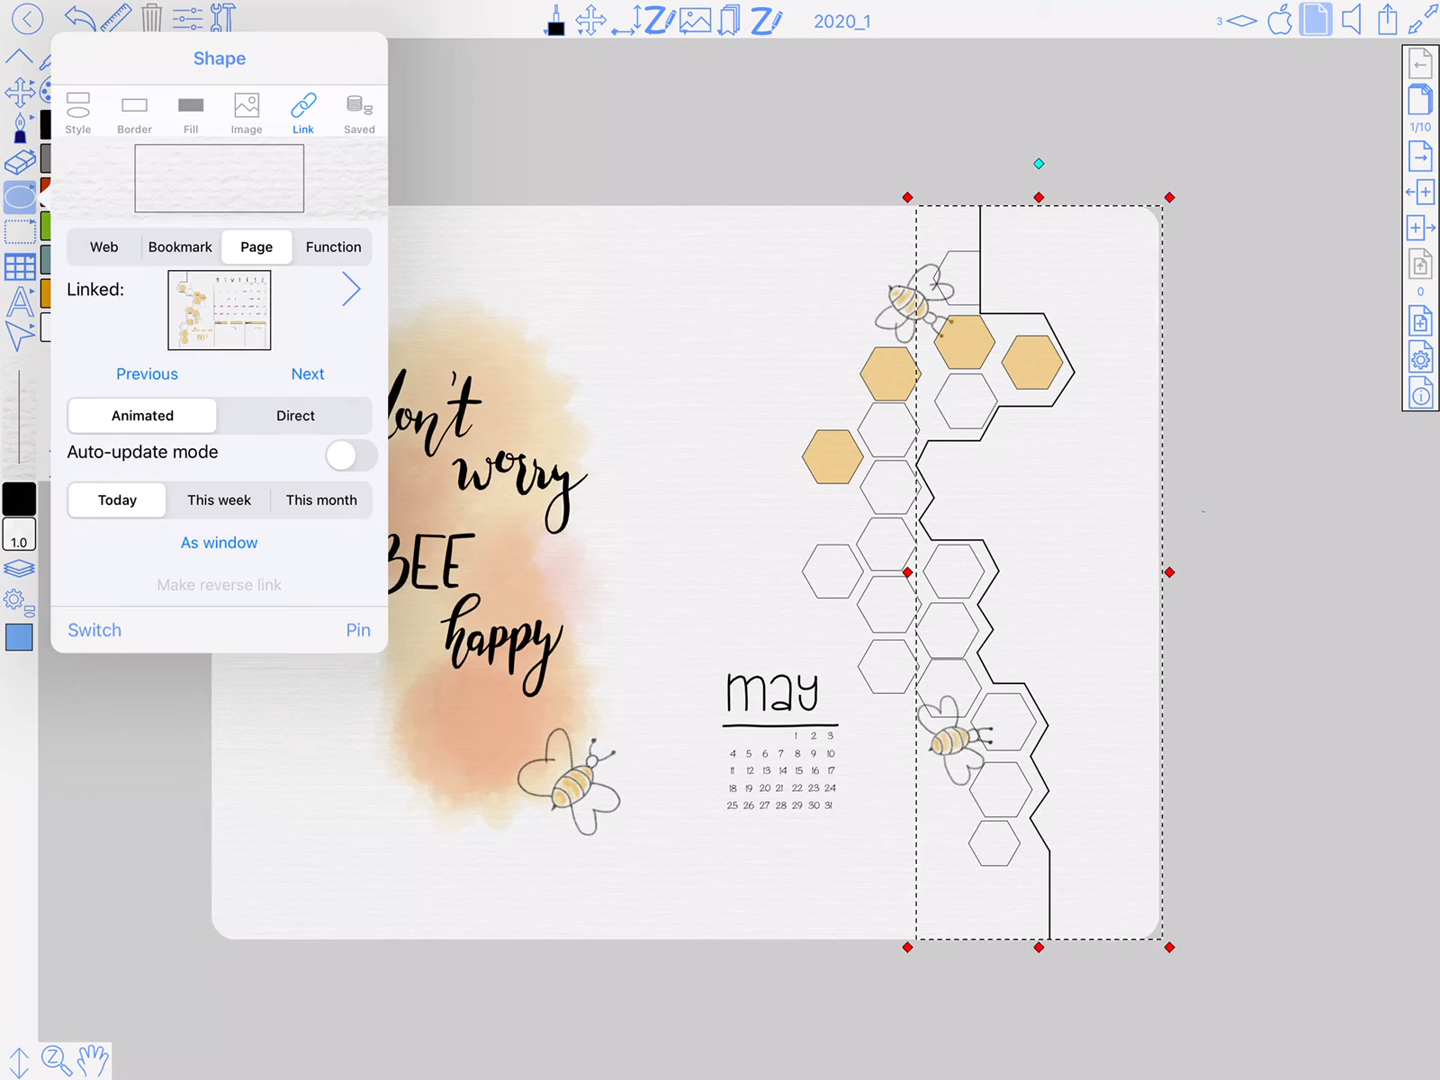 2020_1
3
Shape
Style Border Fill Image Link Saved
Web Bookmark Page Function
Linked:
Previous Next
Animated Direct
Auto-update mode
Today This week This month
As window
Make reverse link
Switch Pin
1.0
1/10
0
don't
worry
BEE
happy
may
1 2 3
4 5 6 7 8 9 10
11 12 13 14 15 16 17
18 19 20 21 22 23 24
25 26 27 28 29 30 31